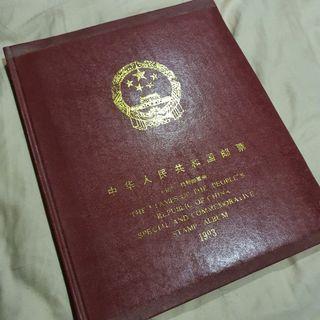 中华人民共和国邮票
THE STAMPS OF THE PEOPLE'S
REPUBLIC OF CHINA
SPECIAL AND COMMEMORATIVE
STAMP ALBUM
1993